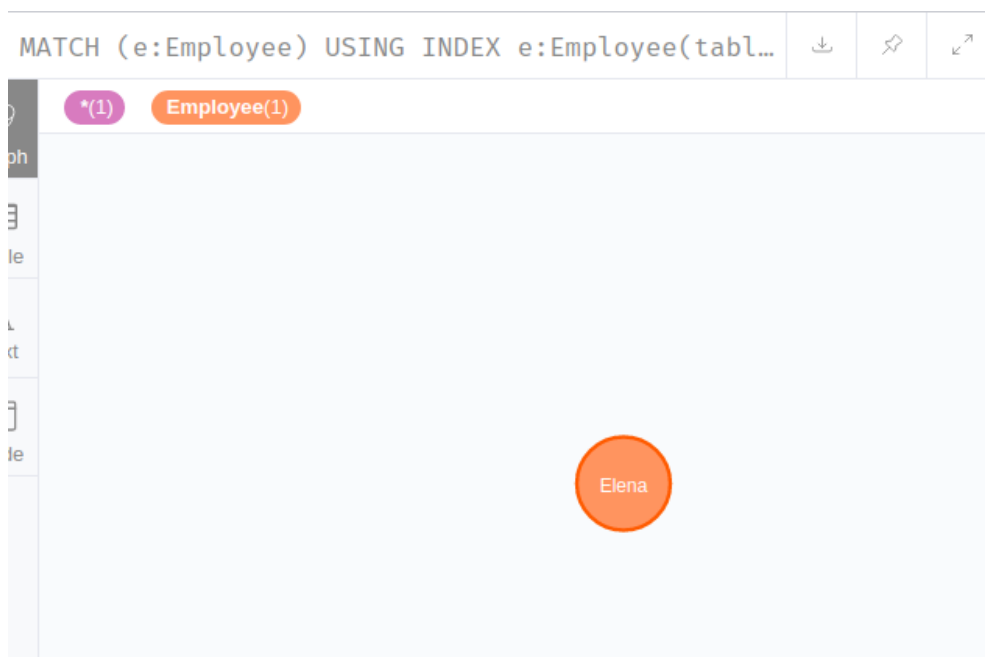 MATCH (e:Employee) USING INDEX e:Employee(tabl…
*(1) Employee(1)
ph
le
xt
de
Elena